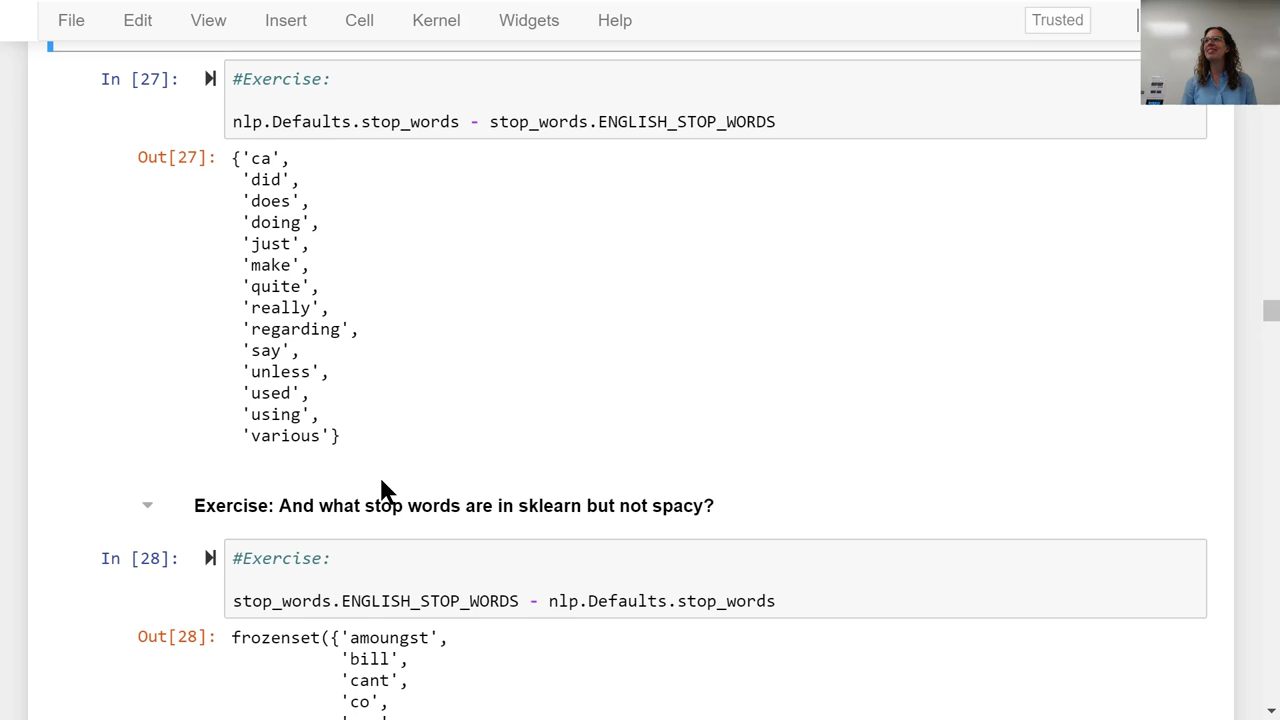 File Edit View Insert Cell Kernel Widgets Help Trusted
In [27]: #Exercise:
nlp.Defaults.stop_words - stop_words.ENGLISH_STOP_WORDS
Out[27]: {'ca',
'did',
'does',
'doing',
'just',
'make',
'quite',
'really',
'regarding',
'say',
'unless',
'used',
'using',
'various'}
Exercise: And what stop words are in sklearn but not spacy?
In [28]: #Exercise:
stop_words.ENGLISH_STOP_WORDS - nlp.Defaults.stop_words
Out[28]: frozenset({'amoungst',
'bill',
'cant',
'co',